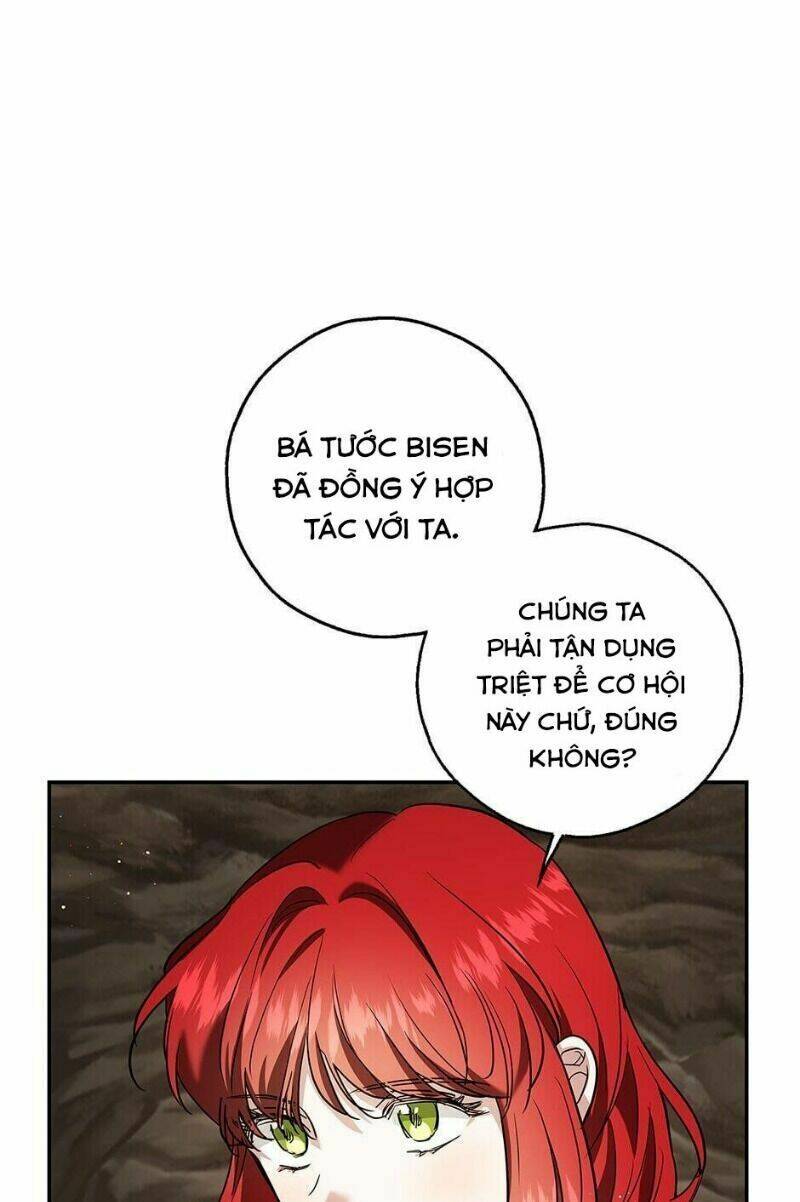 BÁ TƯỚC BISEN
ĐÃ ĐỒNG Ý HỢP
TÁC VỚI TA.
CHÚNG TA
PHẢI TẬN DỤNG
TRIỆT ĐỂ CƠ HỘI
NÀY CHỨ, ĐÚNG
KHÔNG?